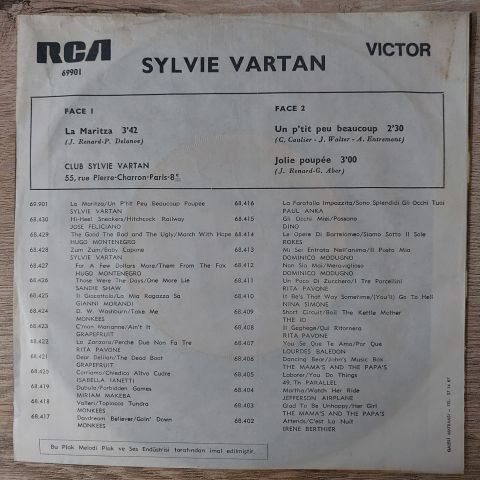 RCA
VICTOR
69901
SYLVIE VARTAN
FACE 1
La Maritza 3'42
(J. Renard-P. Delanoe)
CLUB SYLVIE VARTAN
55, rue Pierre-Charron-Paris-8e
FACE 2
Un p'tit peu beaucoup 2'30
(C. Caulier - J. Walter - A. Entremont)
Jolie poupée 3'00
(J. Renard-G. Aber)
69.901 La Maritza/Un P'tit Peu Beaucoup Poupee
SYLVIE VARTAN
68.430 Hi-Heel Sneakers/Hitchcock Railway
JOSE FELICIANO
68.429 The Good The Bad and The Ugly/March With Hope
HUGO MONTENEGRO
68.428 Zum Zum/Baby Capone
SYLVIE VARTAN
68.427 For A Few Dollars More/Them From The Fox
HUGO MONTENEGRO
68.426 Those Were The Days/One More Lie
SANDIE SHAW
68.425 Il Giocattolo/La Mia Ragazza Sa
GIANNI MORANDI
68.424 D. W. Washburn/Take Me
MONKEES
68.423 C'mon Marianne/Ain't It
GRAPEFRUIT
68.422 La Zanzara/Perche Due Non Fa Tre
RITA PAVONE
68.421 Dear Delilah/The Dead Boot
GRAPEFRUIT
68.420 Corriamo/Chiedico Altivo Cudre
ISABELLA IANETTI
68.419 Dubula/Forbidden Games
MIRIAM MAKEBA
68.418 Valleri/Tapioca Tundra
MONKEES
68.417 Daydream Believer/Goin' Down
MONKEES
68.416 La Farafalla Impazzita/Sono Splendidi Gli Occhi Tuoi
PAUL ANKA
68.415 Gli Occhi Miei/Passono
DINO
68.414 Le Opere Di Bartolomeo/Siamo Sotto Il Sole
ROKES
68.413 Mi Sei Entrata Nell'anima/Il Posto Mio
DOMENICO MODUGNO
68.411 Non Sia Mai/Meraviglioso
DOMENICO MODUGNO
68.412 Un Poco Di Zucchero/I Tre Porcellini
RITA PAVONE
68.410 It Be's That Way Sometime/(You'll) Go To Hell
NINA SIMONE
68.409 Short Circuit/Boil The Kettle Mother
THE ID
68.408 Il Geghege/Qui Ritornera
RITA PAVONE
68.407 You Se Que Te Amo/Por Que
LOURDES BALEDON
68.406 Dancing Bear/John's Music Box
THE MAMA'S AND THE PAPA'S
68.405 Laborer/You Do Things
49. Th PARALLEL
68.404 Martha/Watch Her Ride
JEFFERSON AIRPLANE
68.403 Glad To Be Unhappy/Her Girl
THE MAMA'S AND THE PAPA'S
68.402 Attends/C'est La Nuit
IRENE BERTHIER
Bu Plak Melodi Plak ve Ses Endüstrisi tarafından imal edilmiştir.